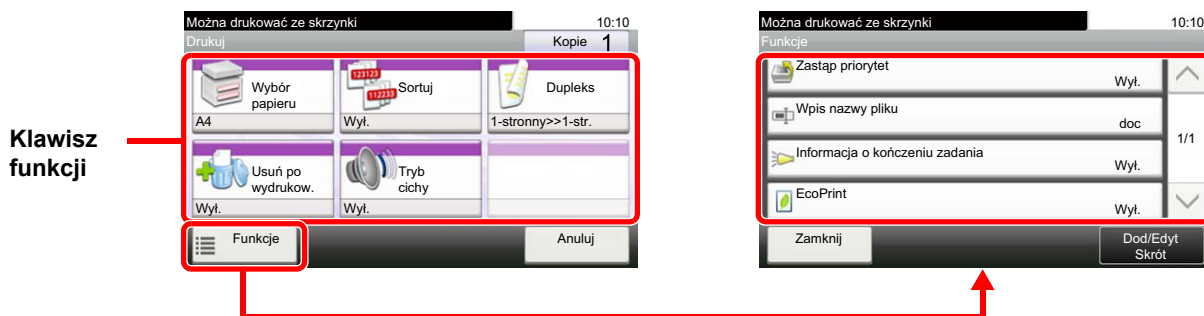 Klawisz
funkcji
Można drukować ze skrzynki 10:10
Drukuj Kopie 1
Wybór
papieru
A4
123123
112233
Sortuj
Wył.
Dupleks
1-stronny>>1-str.
Usuń po
wydrukow.
Wył.
Tryb
cichy
Wył.
Funkcje Anuluj
Można drukować ze skrzynki 10:10
Funkcje
Zastąp priorytet
Wył.
Wpis nazwy pliku
doc
1/1
Informacja o kończeniu zadania
Wył.
EcoPrint
Wył.
Zamknij
Dod/Edyt
Skrót